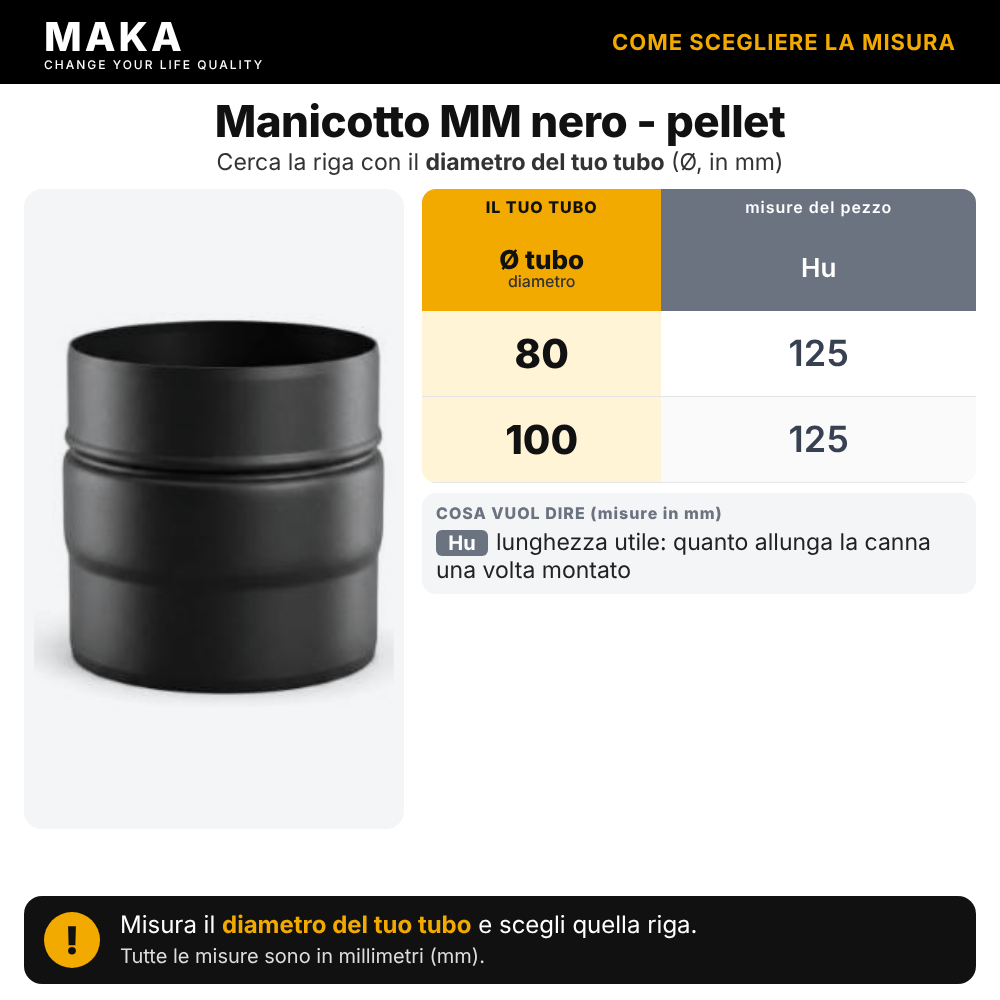 MAKA
CHANGE YOUR LIFE QUALITY
COME SCEGLIERE LA MISURA
Manicotto MM nero - pellet
Cerca la riga con il diametro del tuo tubo (Ø, in mm)
IL TUO TUBO
misure del pezzo
Ø tubo
diametro
Hu
80
125
100
125
COSA VUOL DIRE (misure in mm)
Hu lunghezza utile: quanto allunga la canna
una volta montato
!
Misura il diametro del tuo tubo e scegli quella riga.
Tutte le misure sono in millimetri (mm).